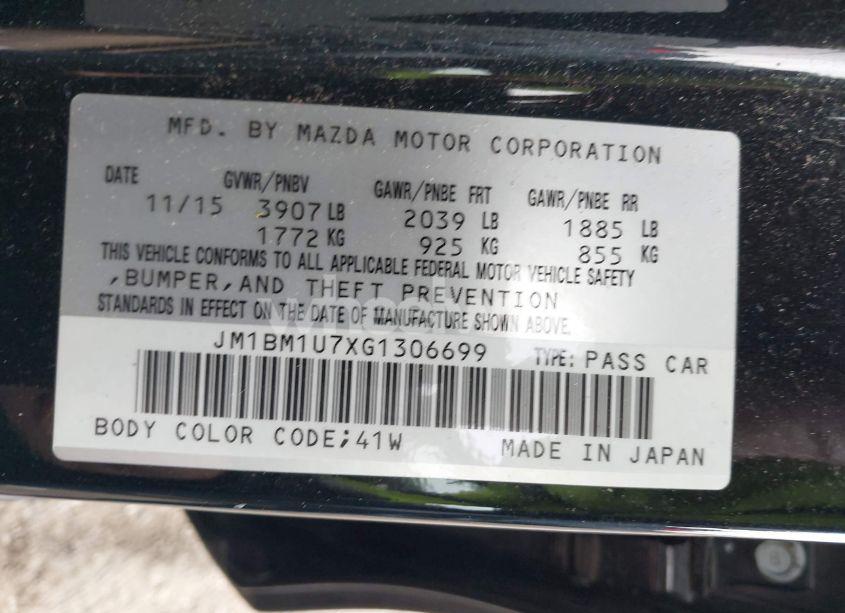 MFD. BY MAZDA MOTOR CORPORATION
DATE GVWR/PNBV GAWR/PNBE FRT GAWR/PNBE RR
11/15 3907 LB 2039 LB 1885 LB
1772 KG 925 KG 855 KG
THIS VEHICLE CONFORMS TO ALL APPLICABLE FEDERAL MOTOR VEHICLE SAFETY
,BUMPER,AND THEFT PREVENTION
STANDARDS IN EFFECT ON THE DATE OF MANUFACTURE SHOWN ABOVE.
JM1BM1U7XG1306699 TYPE: PASS CAR
BODY COLOR CODE;41W MADE IN JAPAN